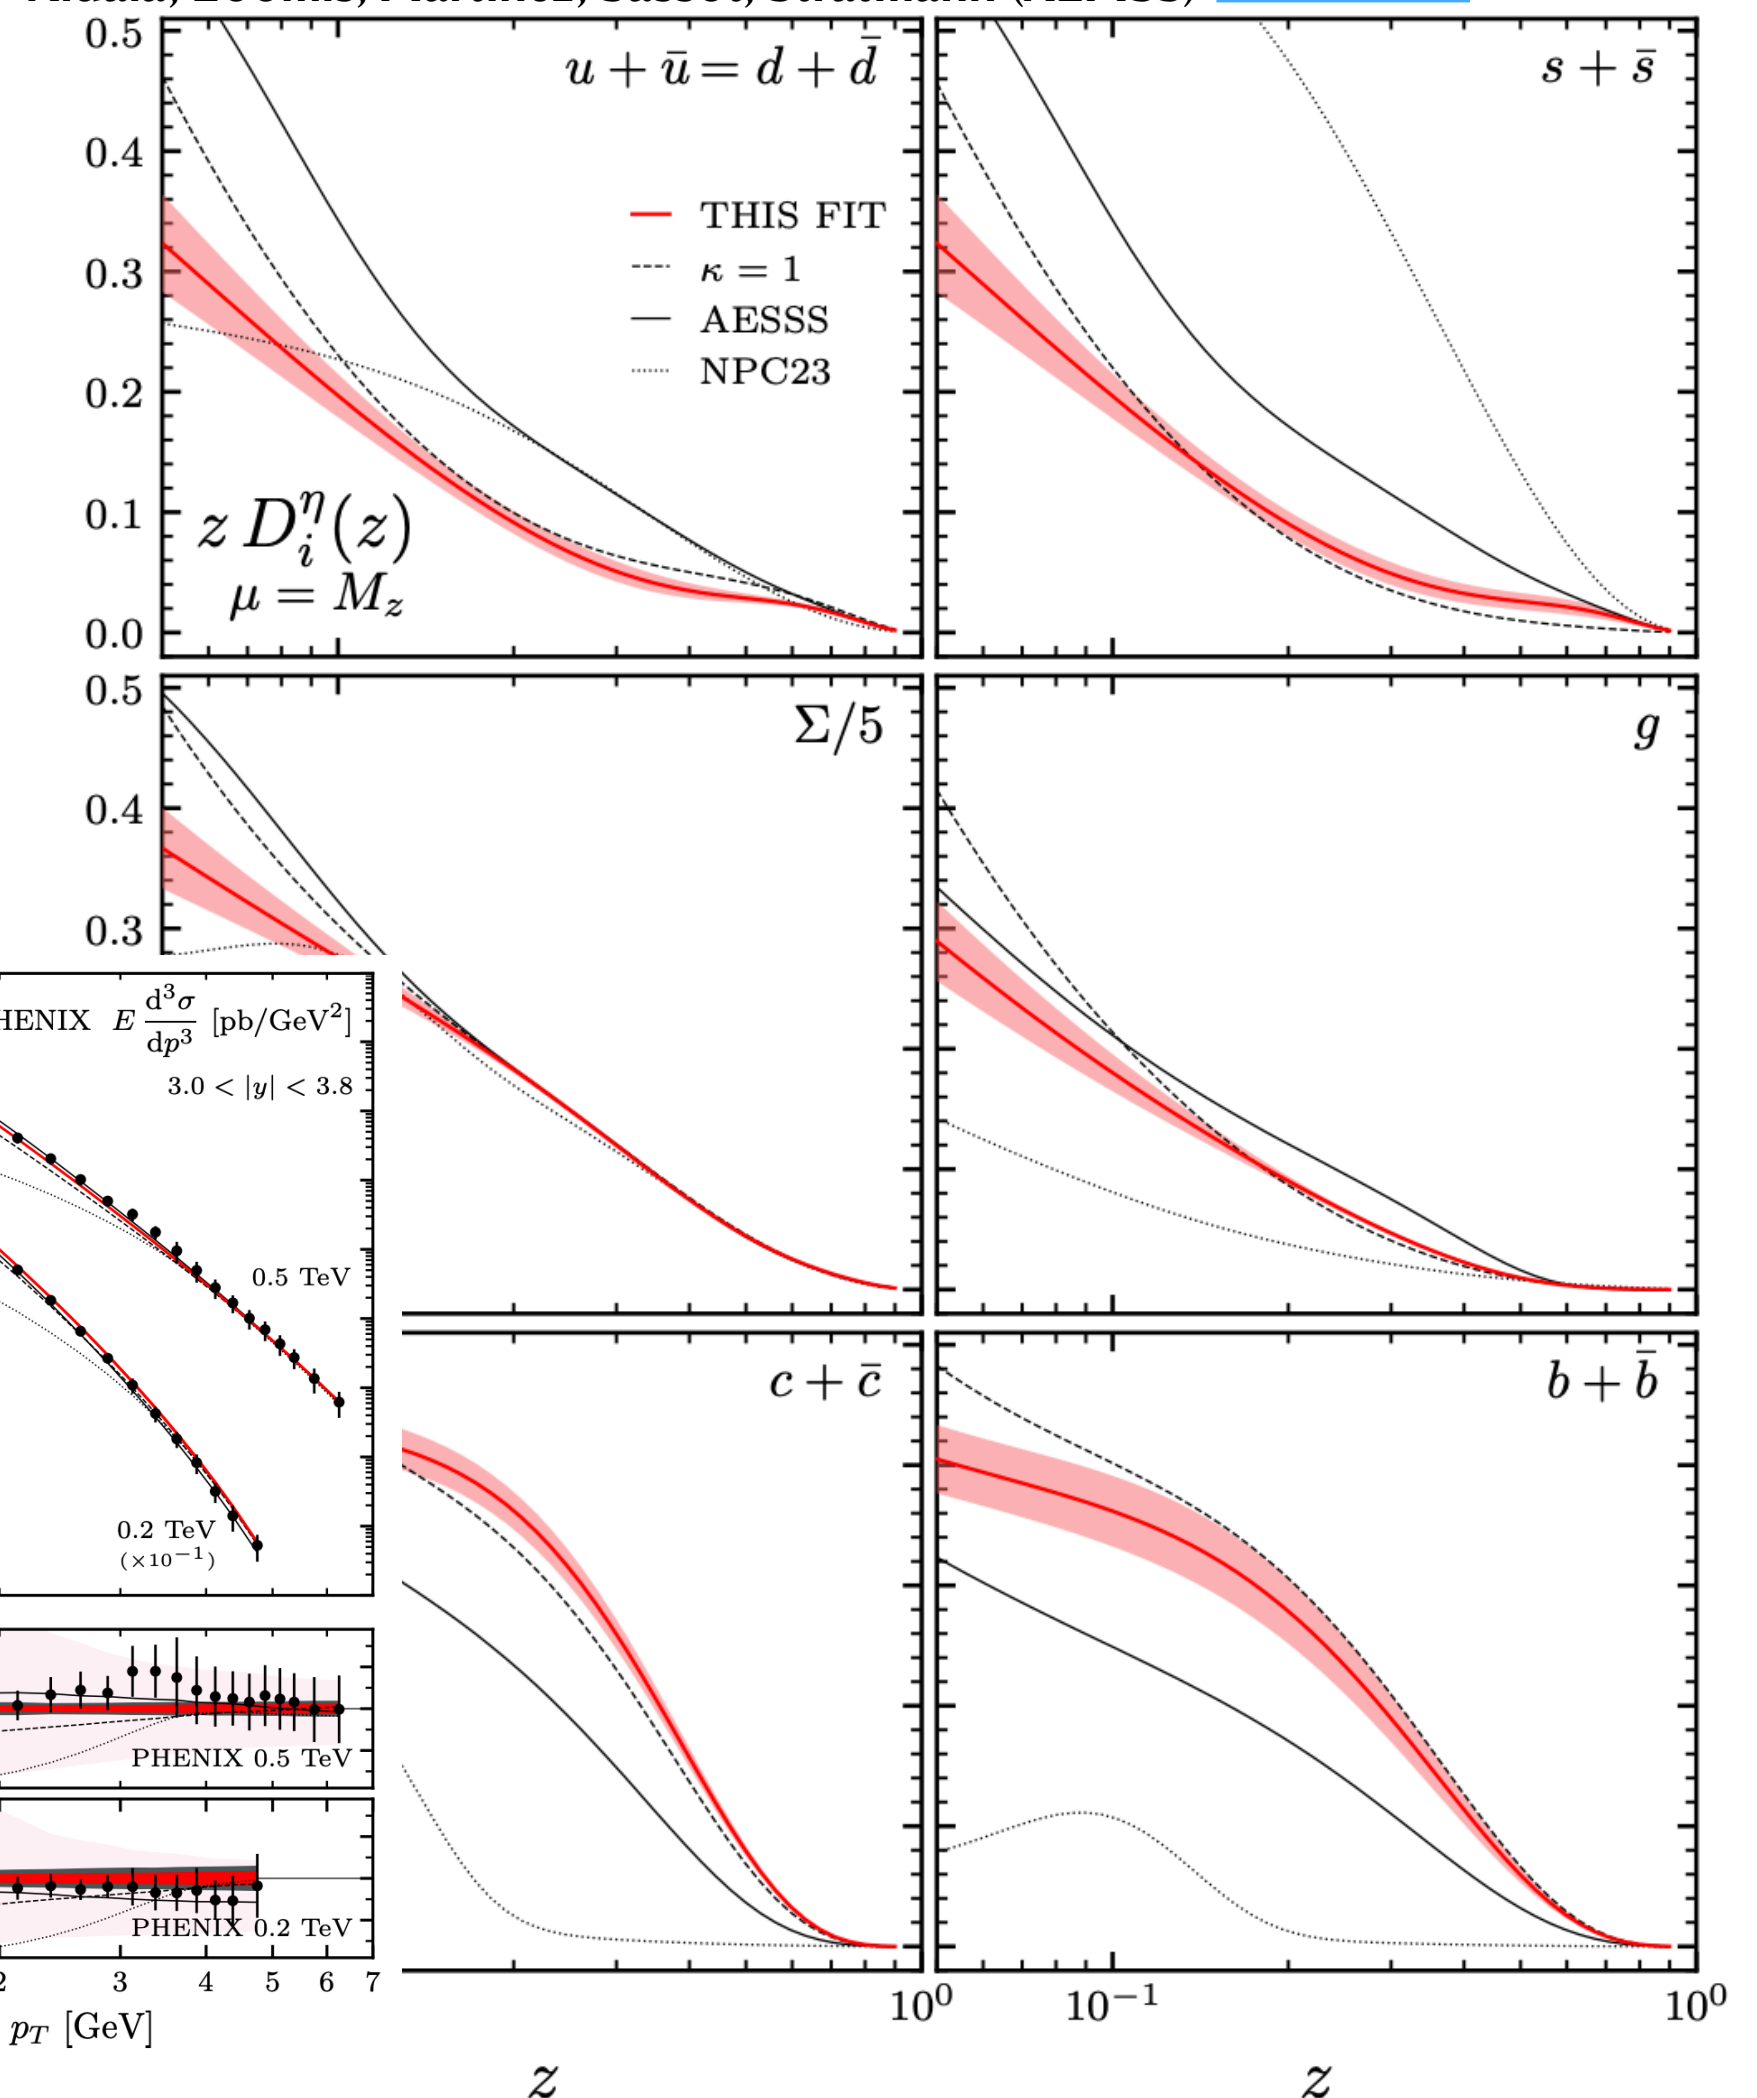 0.5
u + ū = d + d̄
s + s̄
0.4
THIS FIT
0.3
κ = 1
AESSS
NPC23
0.2
0.1
z D_i^η(z)
μ = M_z
0.0
0.5
Σ/5
g
0.4
0.3
E d³σ/dp³ [pb/GeV²]
3.0 < |y| < 3.8
0.5 TeV
c + c̄
b + b̄
0.2 TeV
(×10⁻¹)
PHENIX 0.5 TeV
PHENIX 0.2 TeV
2 3 4 5 6 7
10⁰ 10⁻¹ 10⁰
p_T [GeV]
z z